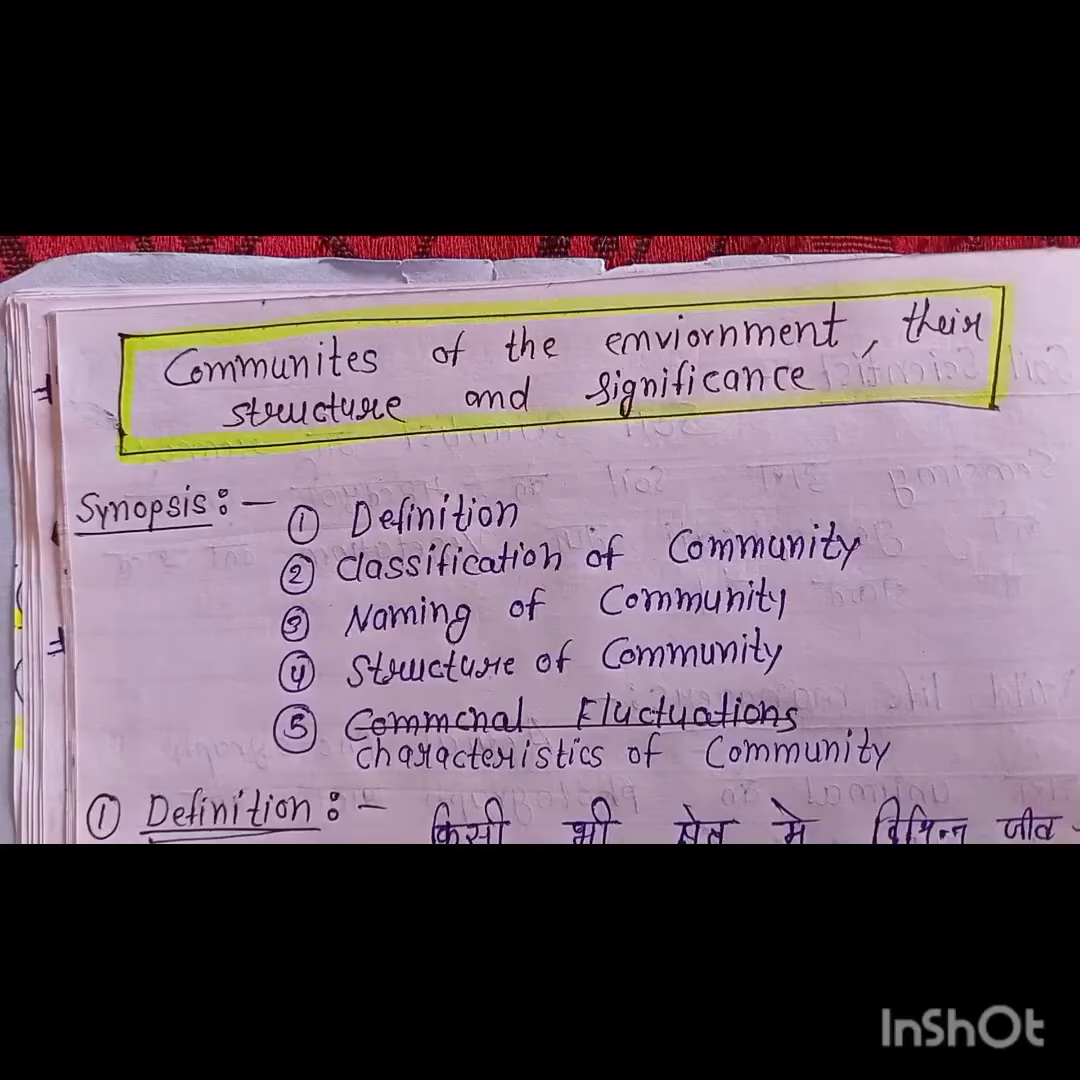 Communites of the enviornment, their
structure and significance
Synopsis:-
① Definition
② classification of Community
③ Naming of Community
④ Structure of Community
⑤ Commcnal Fluctuations
characteristics of Community
① Definition:- किसी भी क्षेत्र मे विभिन्न जीव-
InShOt